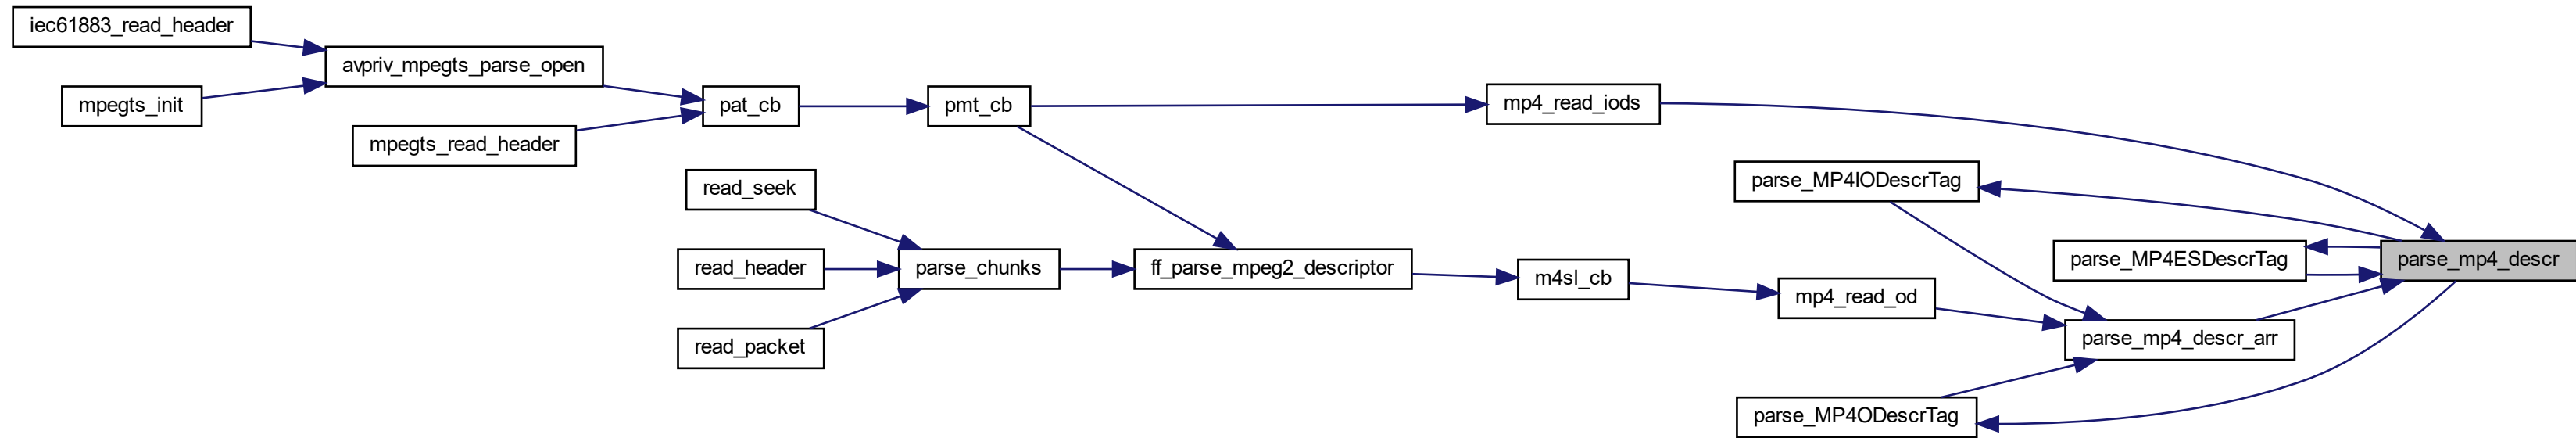 iec61883_read_header
avpriv_mpegts_parse_open
mpegts_init
pat_cb
pmt_cb
mp4_read_iods
mpegts_read_header
read_seek
parse_MP4IODescrTag
read_header
parse_chunks
ff_parse_mpeg2_descriptor
m4sl_cb
parse_MP4ESDescrTag
parse_mp4_descr
mp4_read_od
read_packet
parse_mp4_descr_arr
parse_MP4ODescrTag